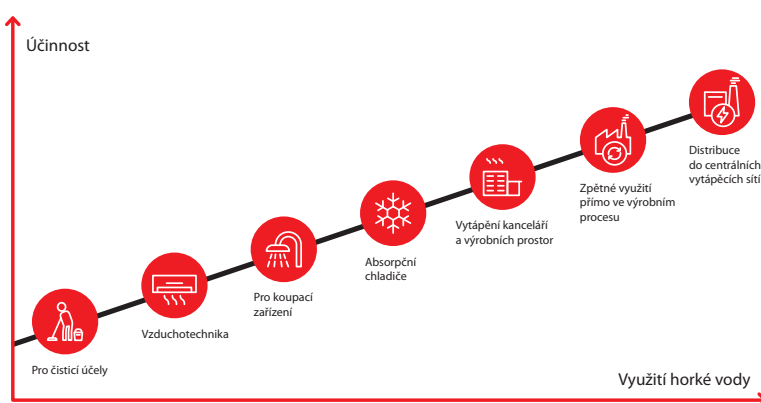 Účinnost
Distribuce
do centrálních
vytápěcích sítí
Zpětné využití
přímo ve výrobním
procesu
Vytápění kanceláří
a výrobních prostor
Absorpční
chladiče
Pro koupací
zařízení
Vzduchotechnika
Pro čisticí účely
Využití horké vody